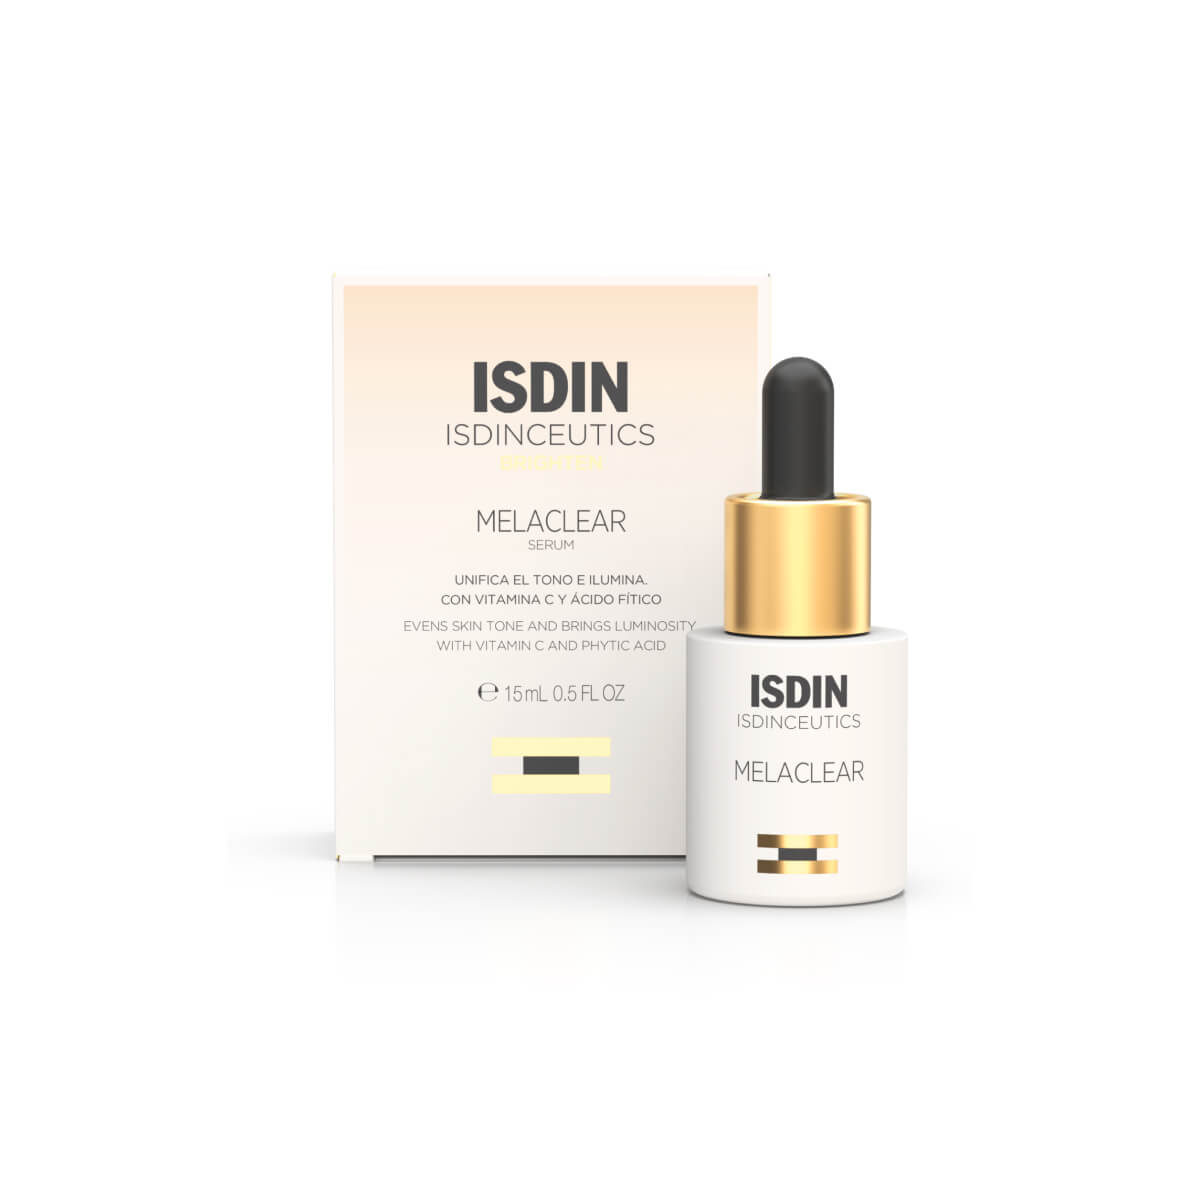 ISDIN
ISDINCEUTICS
BRIGHTEN
MELACLEAR
SERUM
UNIFICA EL TONO E ILUMINA.
CON VITAMINA C Y ÁCIDO FÍTICO
EVENS SKIN TONE AND BRINGS LUMINOSITY
WITH VITAMIN C AND PHYTIC ACID
℮ 15 mL 0.5 FL OZ
ISDIN
ISDINCEUTICS
MELACLEAR